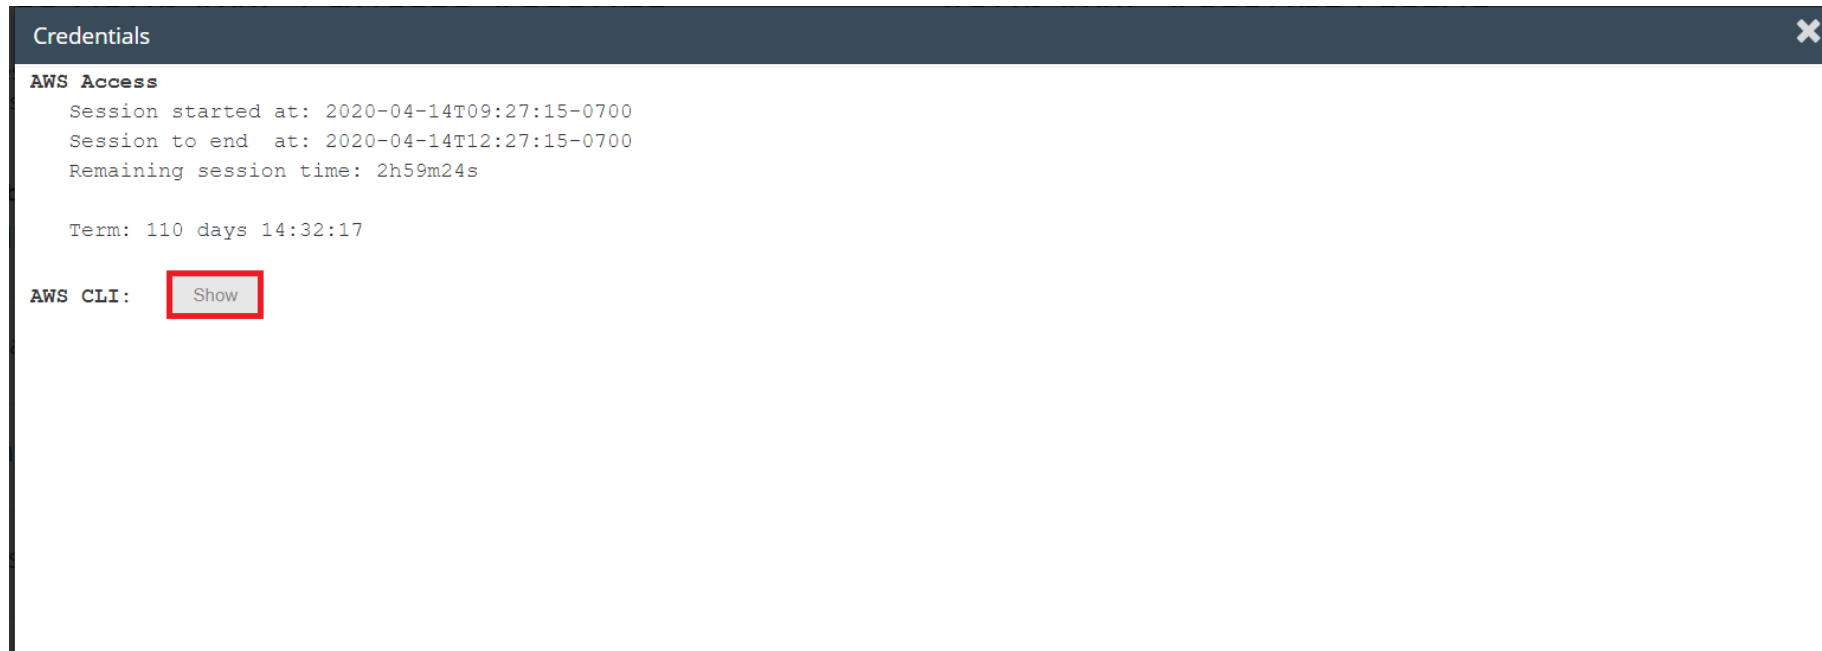 Credentials
AWS Access
Session started at: 2020-04-14T09:27:15-0700
Session to end  at: 2020-04-14T12:27:15-0700
Remaining session time: 2h59m24s
Term: 110 days 14:32:17
AWS CLI: Show